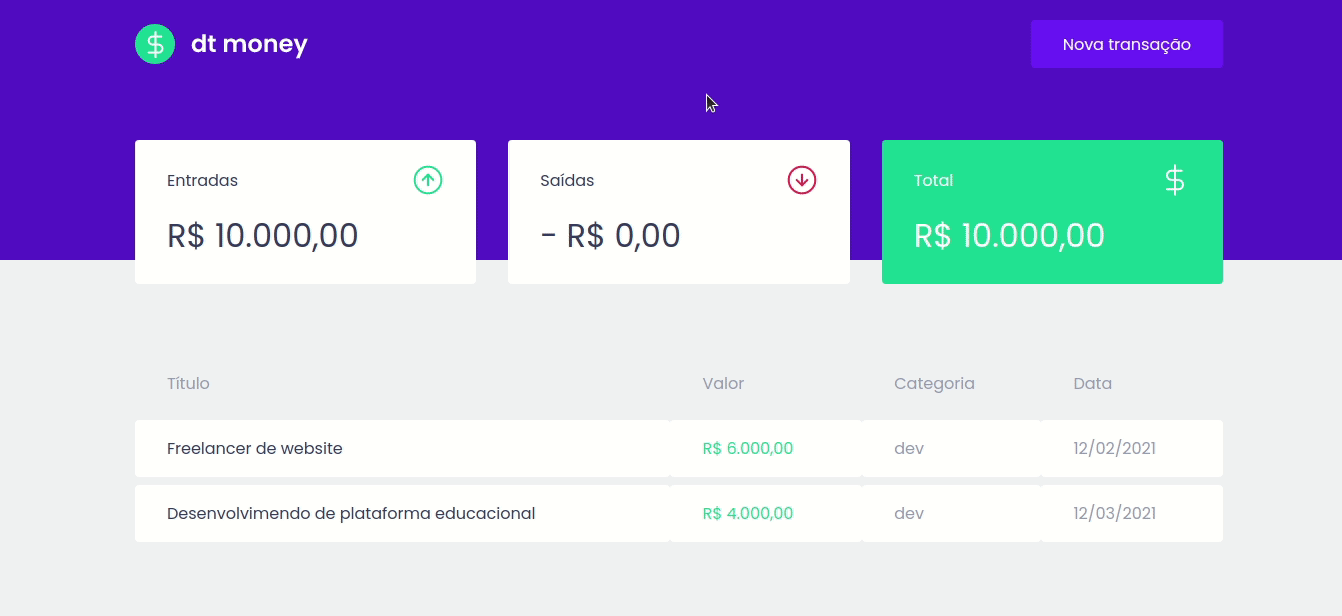 dt money
Nova transação
Entradas
R$ 10.000,00
Saídas
- R$ 0,00
Total
R$ 10.000,00
Título Valor Categoria Data
Freelancer de website R$ 6.000,00 dev 12/02/2021
Desenvolvimendo de plataforma educacional R$ 4.000,00 dev 12/03/2021